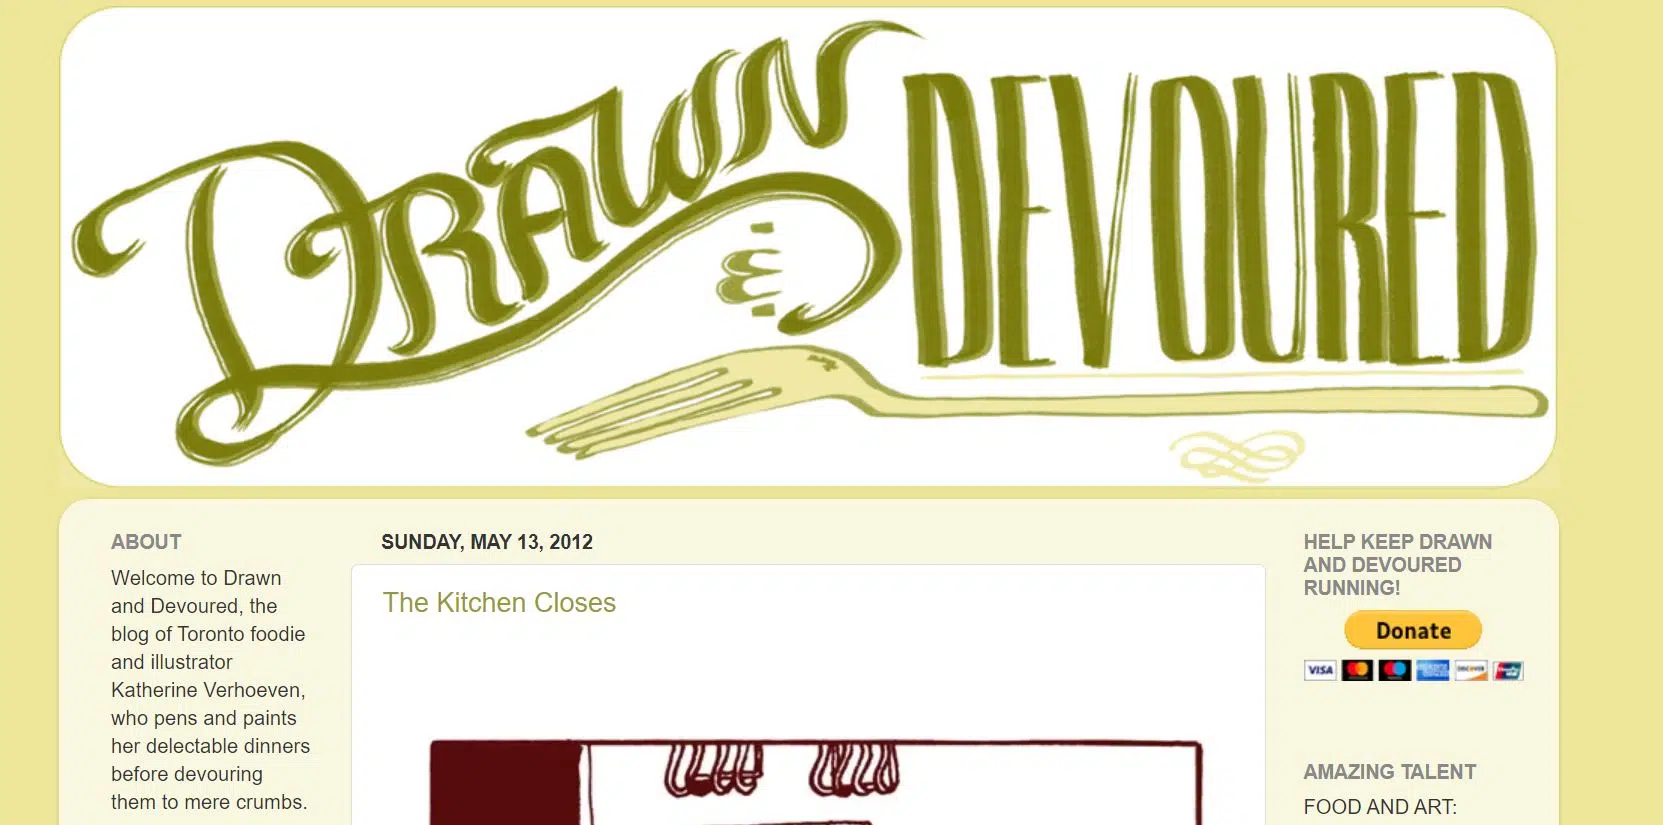 DRAWN
&
DEVOURED
ABOUT
Welcome to Drawn
and Devoured, the
blog of Toronto foodie
and illustrator
Katherine Verhoeven,
who pens and paints
her delectable dinners
before devouring
them to mere crumbs.
SUNDAY, MAY 13, 2012
The Kitchen Closes
HELP KEEP DRAWN
AND DEVOURED
RUNNING!
Donate
VISA
DISCOVER
AMAZING TALENT
FOOD AND ART: